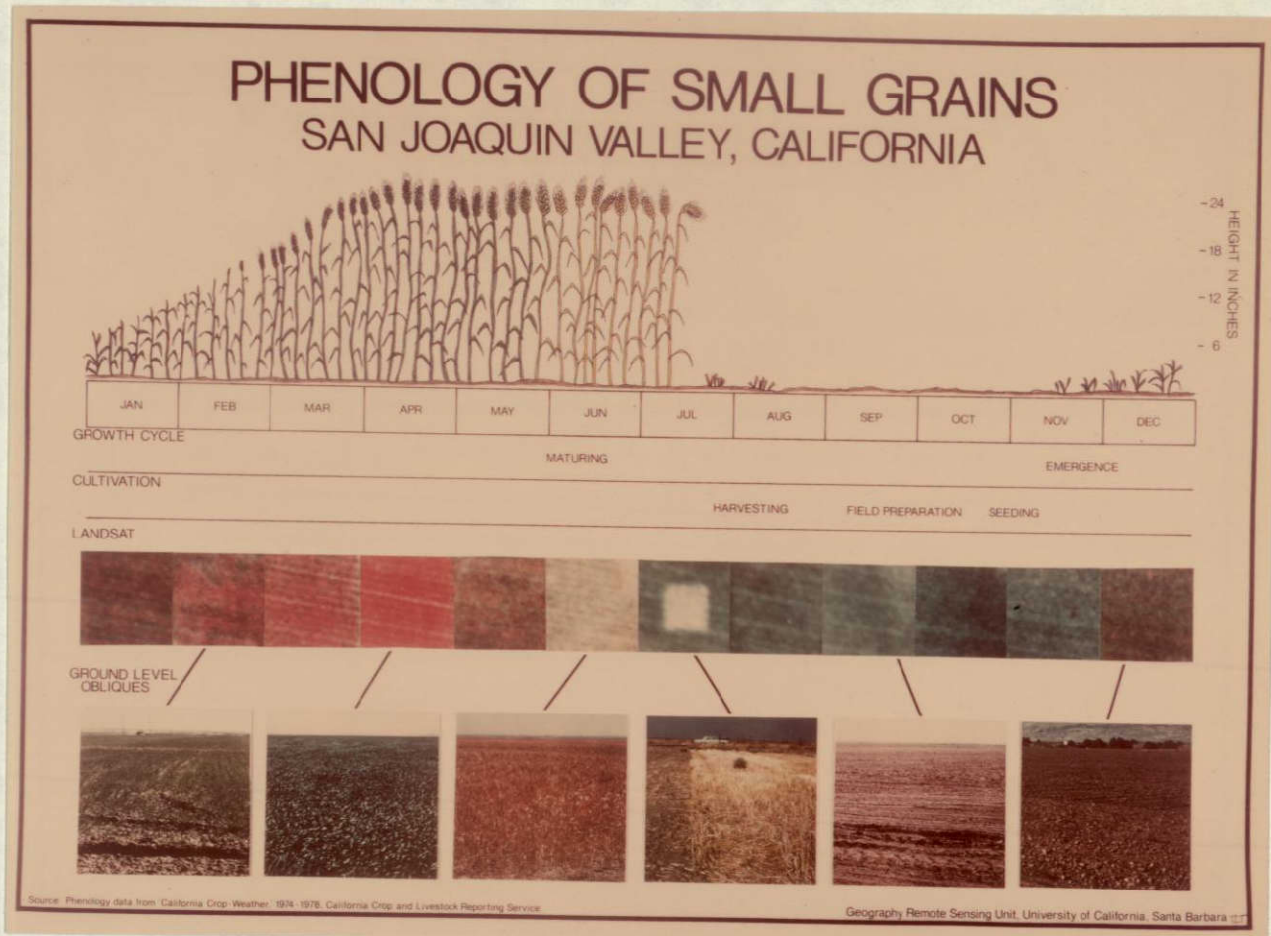 PHENOLOGY OF SMALL GRAINS
SAN JOAQUIN VALLEY, CALIFORNIA
- 24
- 18
- 12
- 6
HEIGHT IN INCHES
JAN FEB MAR APR MAY JUN JUL AUG SEP OCT NOV DEC
GROWTH CYCLE
MATURING EMERGENCE
CULTIVATION
HARVESTING FIELD PREPARATION SEEDING
LANDSAT
GROUND LEVEL
OBLIQUES
Source: Phenology data from "California Crop-Weather," 1974-1978, California Crop and Livestock Reporting Service
Geography Remote Sensing Unit, University of California, Santa Barbara